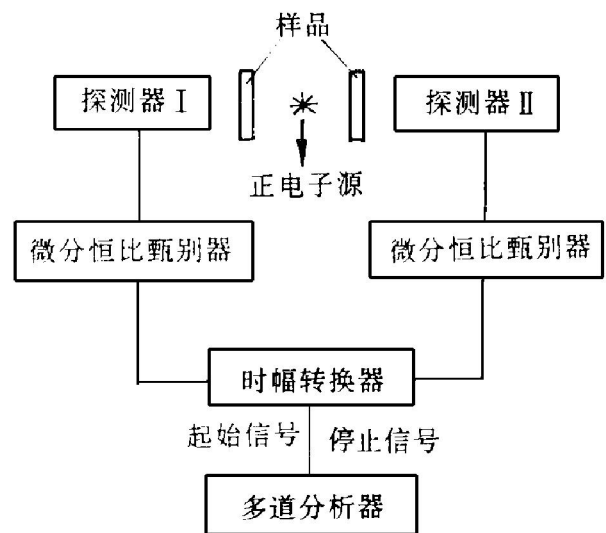 样品
探测器 I
探测器 II
正电子源
微分恒比甄别器
微分恒比甄别器
时幅转换器
起始信号
停止信号
多道分析器